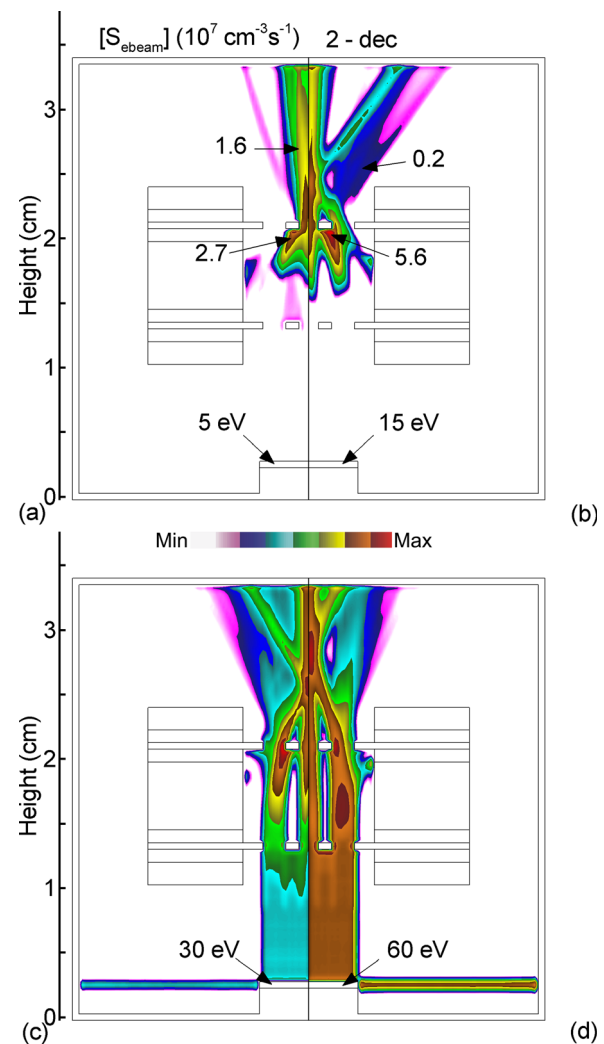 [S_ebeam] (10^7 cm^-3 s^-1) 2 - dec
3
1.6
0.2
2
2.7
5.6
Height (cm)
1
5 eV
15 eV
0
(a)
(b)
Min
Max
3
2
Height (cm)
1
30 eV
60 eV
0
(c)
(d)